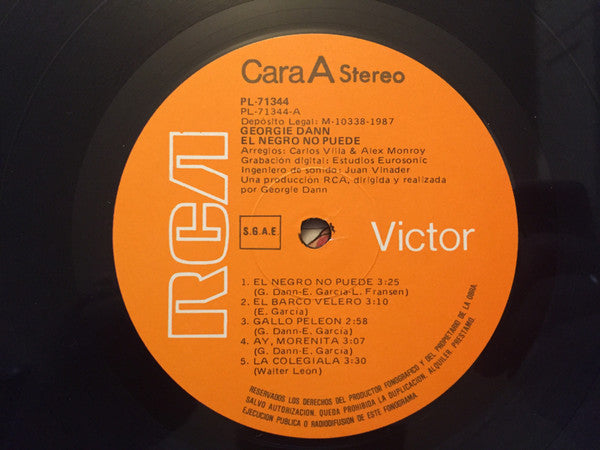 Cara A Stereo
PL-71344
PL-71344-A
Depósito Legal: M-10338-1987
GEORGIE DANN
EL NEGRO NO PUEDE
Arreglos: Carlos Villa & Alex Monroy
Grabación digital: Estudios Eurosonic
Ingeniero de sonido: Juan Vinader
Una producción RCA, dirigida y realizada
por Georgie Dann
RCA
S.G.A.E.
Victor
1. EL NEGRO NO PUEDE 3:25
(G. Dann-E. García-L. Fransen)
2. EL BARCO VELERO 3:10
(E. García)
3. GALLO PELEON 2:58
(G. Dann-E. García)
4. AY, MORENITA 3:07
(G. Dann-E. García)
5. LA COLEGIALA 3:30
(Walter Leon)
RESERVADOS LOS DERECHOS DEL PRODUCTOR FONOGRAFICO Y DEL PROPIETARIO DE LA OBRA
SALVO AUTORIZACION. QUEDA PROHIBIDA LA DUPLICACION. ALQUILER. PRESTAMO.
EJECUCION PUBLICA O RADIODIFUSION DE ESTE FONOGRAMA